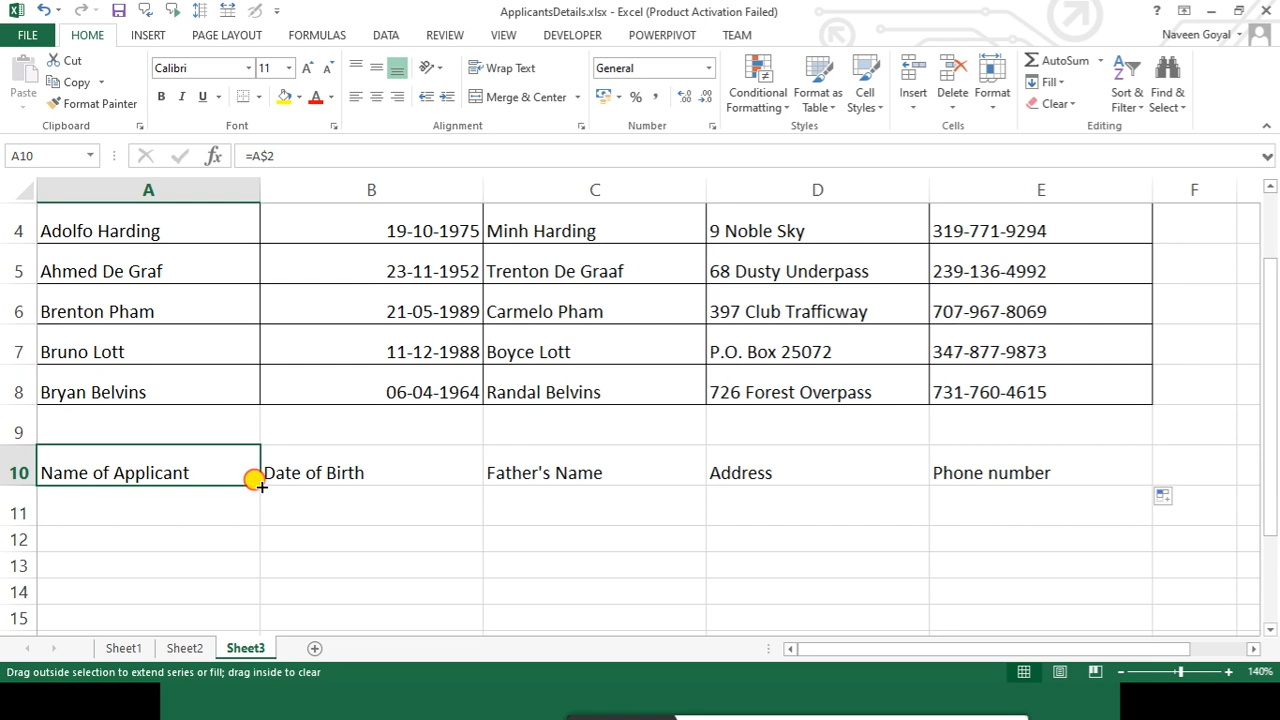 ApplicantsDetails.xlsx - Excel (Product Activation Failed)
?
FILE HOME INSERT PAGE LAYOUT FORMULAS DATA REVIEW VIEW DEVELOPER POWERPIVOT TEAM Naveen Goyal
Paste
Cut
Copy
Format Painter
Clipboard
Calibri 11
B I U
Font
Wrap Text
Merge & Center
Alignment
General
%
Number
Conditional Formatting
Format as Table
Cell Styles
Styles
Insert Delete Format
Cells
AutoSum
Fill
Clear
Sort & Filter
Find & Select
Editing
A10 fx =A$2
A B C D E F
4 Adolfo Harding 19-10-1975 Minh Harding 9 Noble Sky 319-771-9294
5 Ahmed De Graf 23-11-1952 Trenton De Graaf 68 Dusty Underpass 239-136-4992
6 Brenton Pham 21-05-1989 Carmelo Pham 397 Club Trafficway 707-967-8069
7 Bruno Lott 11-12-1988 Boyce Lott P.O. Box 25072 347-877-9873
8 Bryan Belvins 06-04-1964 Randal Belvins 726 Forest Overpass 731-760-4615
9
10 Name of Applicant Date of Birth Father's Name Address Phone number
11
12
13
14
15
Sheet1 Sheet2 Sheet3
Drag outside selection to extend series or fill; drag inside to clear 140%